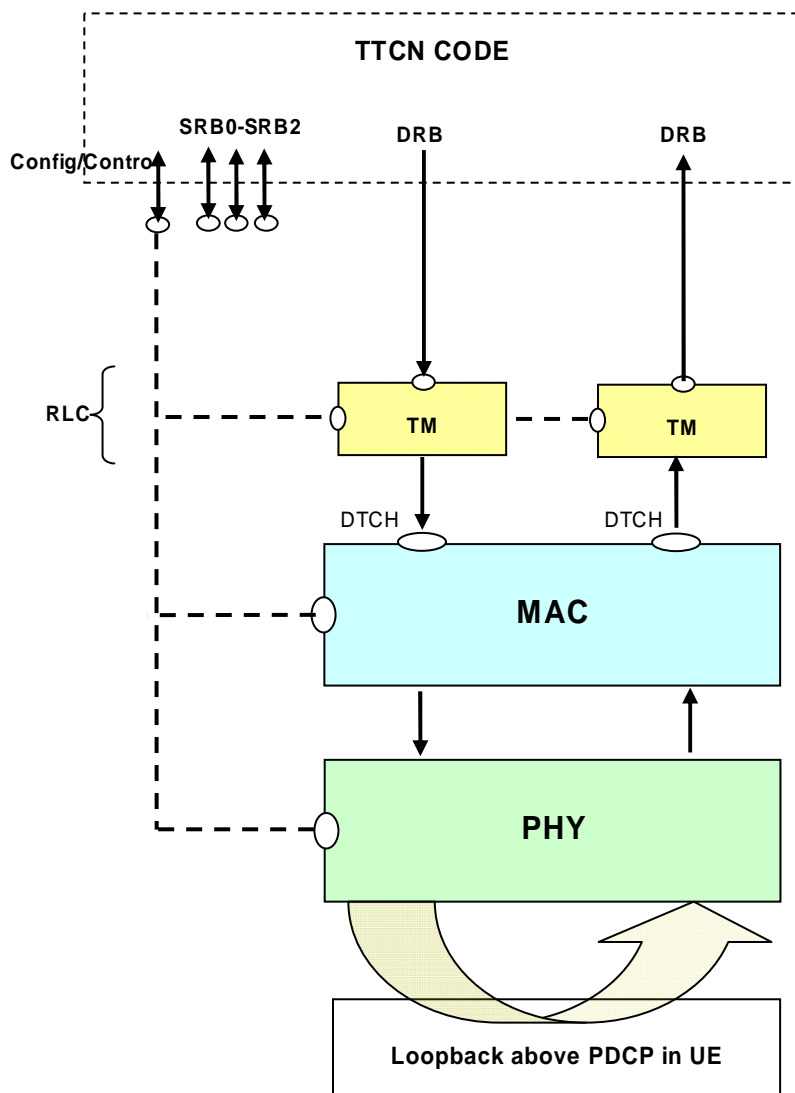 TTCN CODE
SRB0-SRB2
DRB
DRB
Config/Contro
RLC
TM
TM
DTCH
DTCH
MAC
PHY
Loopback above PDCP in UE